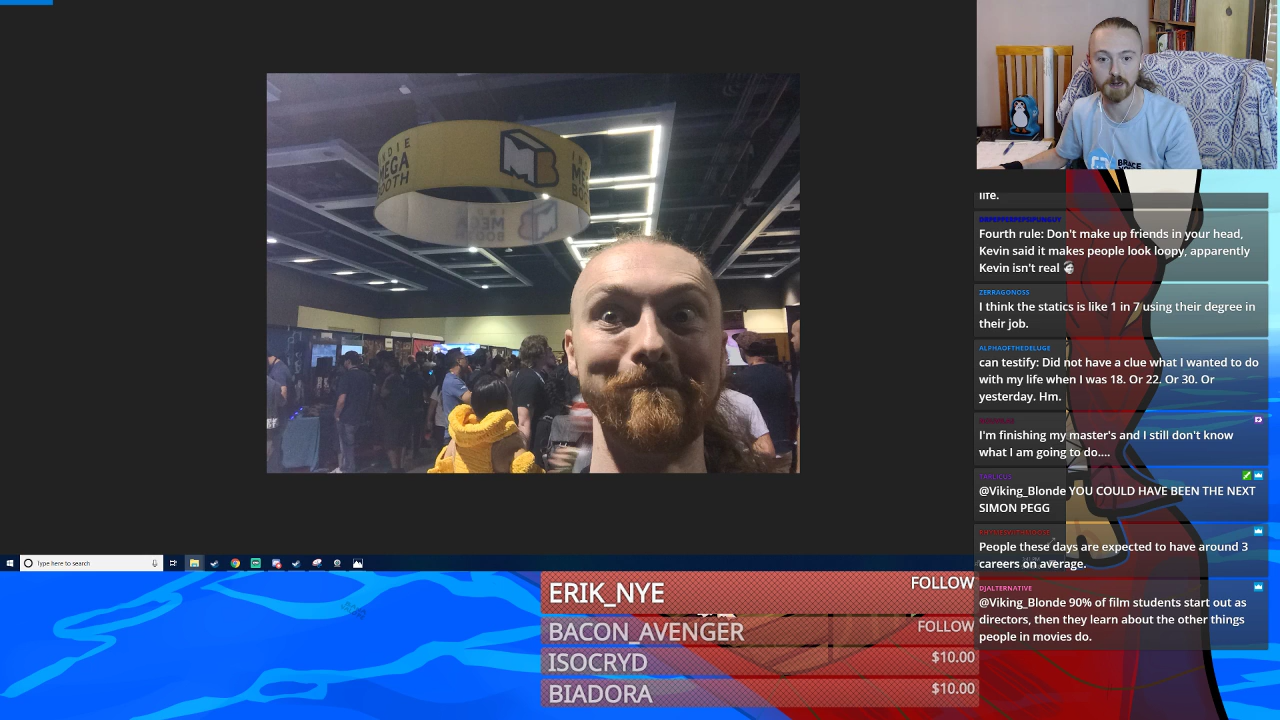 INDIE
MEGA
BOOTH
MB
Type here to search
ERIK_NYE
FOLLOW
BACON_AVENGER
FOLLOW
ISOCRYD
$10.00
BIADORA
$10.00
BRACE
life.
Fourth rule: Don't make up friends in your head,
Kevin said it makes people look loopy, apparently
Kevin isn't real
ZERRAGONOSS
I think the statics is like 1 in 7 using their degree in
their job.
ALPHAOFTHEDELUGE
can testify: Did not have a clue what I wanted to do
with my life when I was 18. Or 22. Or 30. Or
yesterday. Hm.
I'm finishing my master's and I still don't know
what I am going to do....
@Viking_Blonde YOU COULD HAVE BEEN THE NEXT
SIMON PEGG
People these days are expected to have around 3
careers on average.
DJALTERNATIVE
@Viking_Blonde 90% of film students start out as
directors, then they learn about the other things
people in movies do.